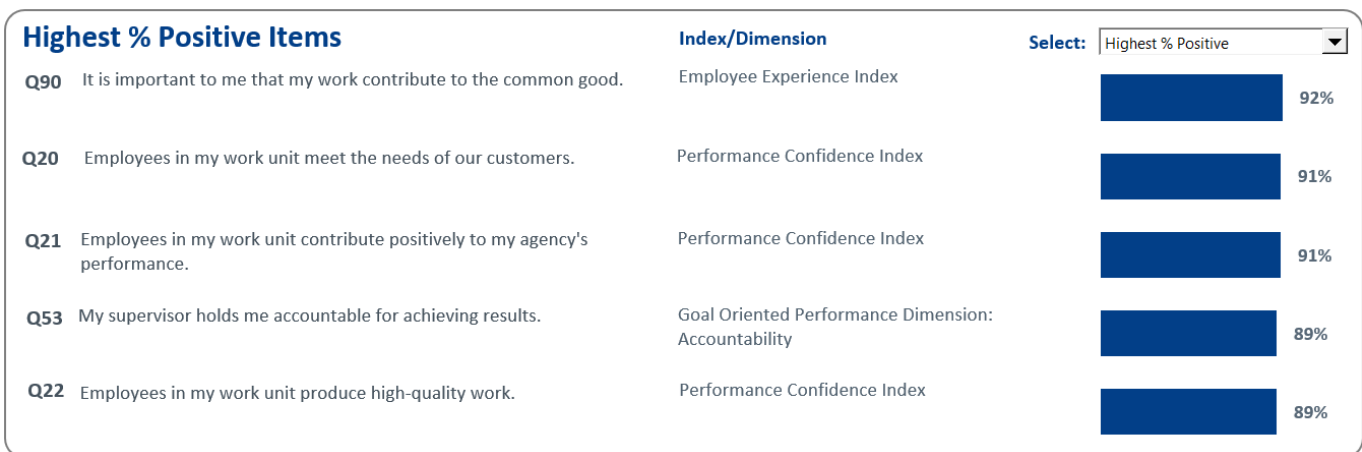 Highest % Positive Items Index/Dimension Select: Highest % Positive
Q90 It is important to me that my work contribute to the common good. Employee Experience Index 92%
Q20 Employees in my work unit meet the needs of our customers. Performance Confidence Index 91%
Q21 Employees in my work unit contribute positively to my agency's Performance Confidence Index 91%
performance.
Q53 My supervisor holds me accountable for achieving results. Goal Oriented Performance Dimension: 89%
Accountability
Q22 Employees in my work unit produce high-quality work. Performance Confidence Index 89%